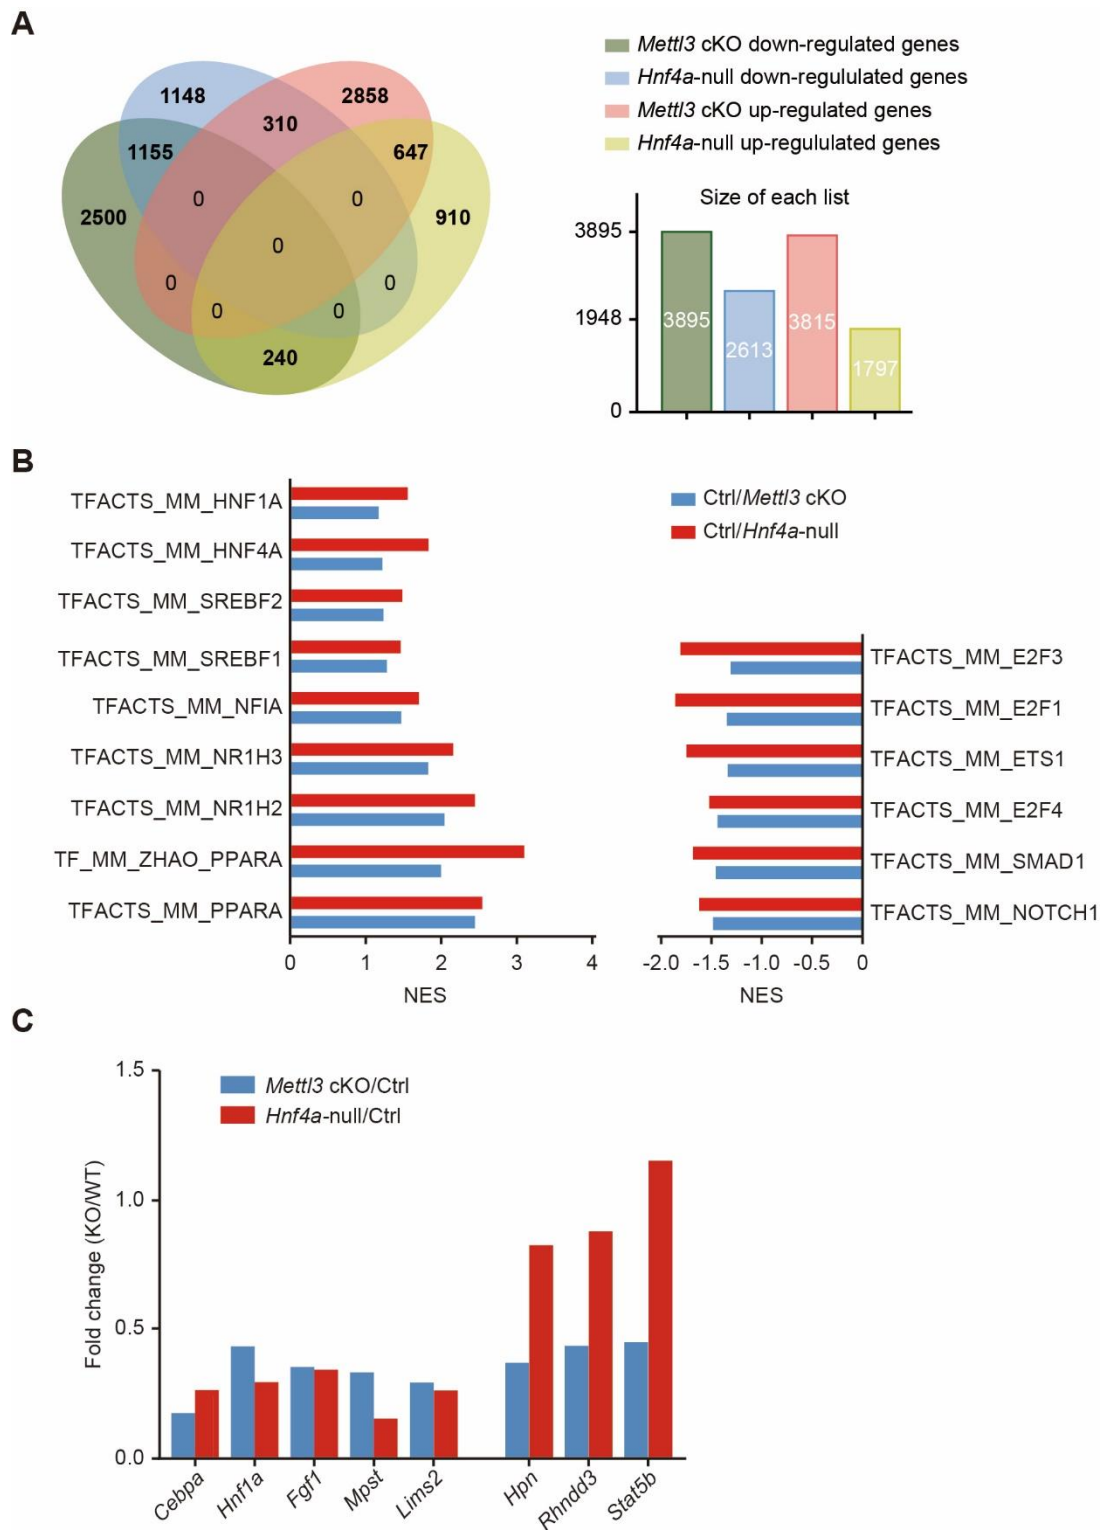 A
1148
2858
310
1155
647
0
0
2500
910
0
0
0
0
0
240
Mettl3 cKO down-regulated genes
Hnf4a-null down-regululated genes
Mettl3 cKO up-regulated genes
Hnf4a-null up-regululated genes
Size of each list
3895
1948
0
3895
2613
3815
1797
B
TFACTS_MM_HNF1A
TFACTS_MM_HNF4A
TFACTS_MM_SREBF2
TFACTS_MM_SREBF1
TFACTS_MM_NFIA
TFACTS_MM_NR1H3
TFACTS_MM_NR1H2
TF_MM_ZHAO_PPARA
TFACTS_MM_PPARA
0 1 2 3 4
NES
Ctrl/Mettl3 cKO
Ctrl/Hnf4a-null
TFACTS_MM_E2F3
TFACTS_MM_E2F1
TFACTS_MM_ETS1
TFACTS_MM_E2F4
TFACTS_MM_SMAD1
TFACTS_MM_NOTCH1
-2.0 -1.5 -1.0 -0.5 0
NES
C
Mettl3 cKO/Ctrl
Hnf4a-null/Ctrl
Fold change (KO/WT)
1.5
1.0
0.5
0.0
Cebpa
Hnf1a
Fgf1
Mpst
Lims2
Hpn
Rhndd3
Stat5b